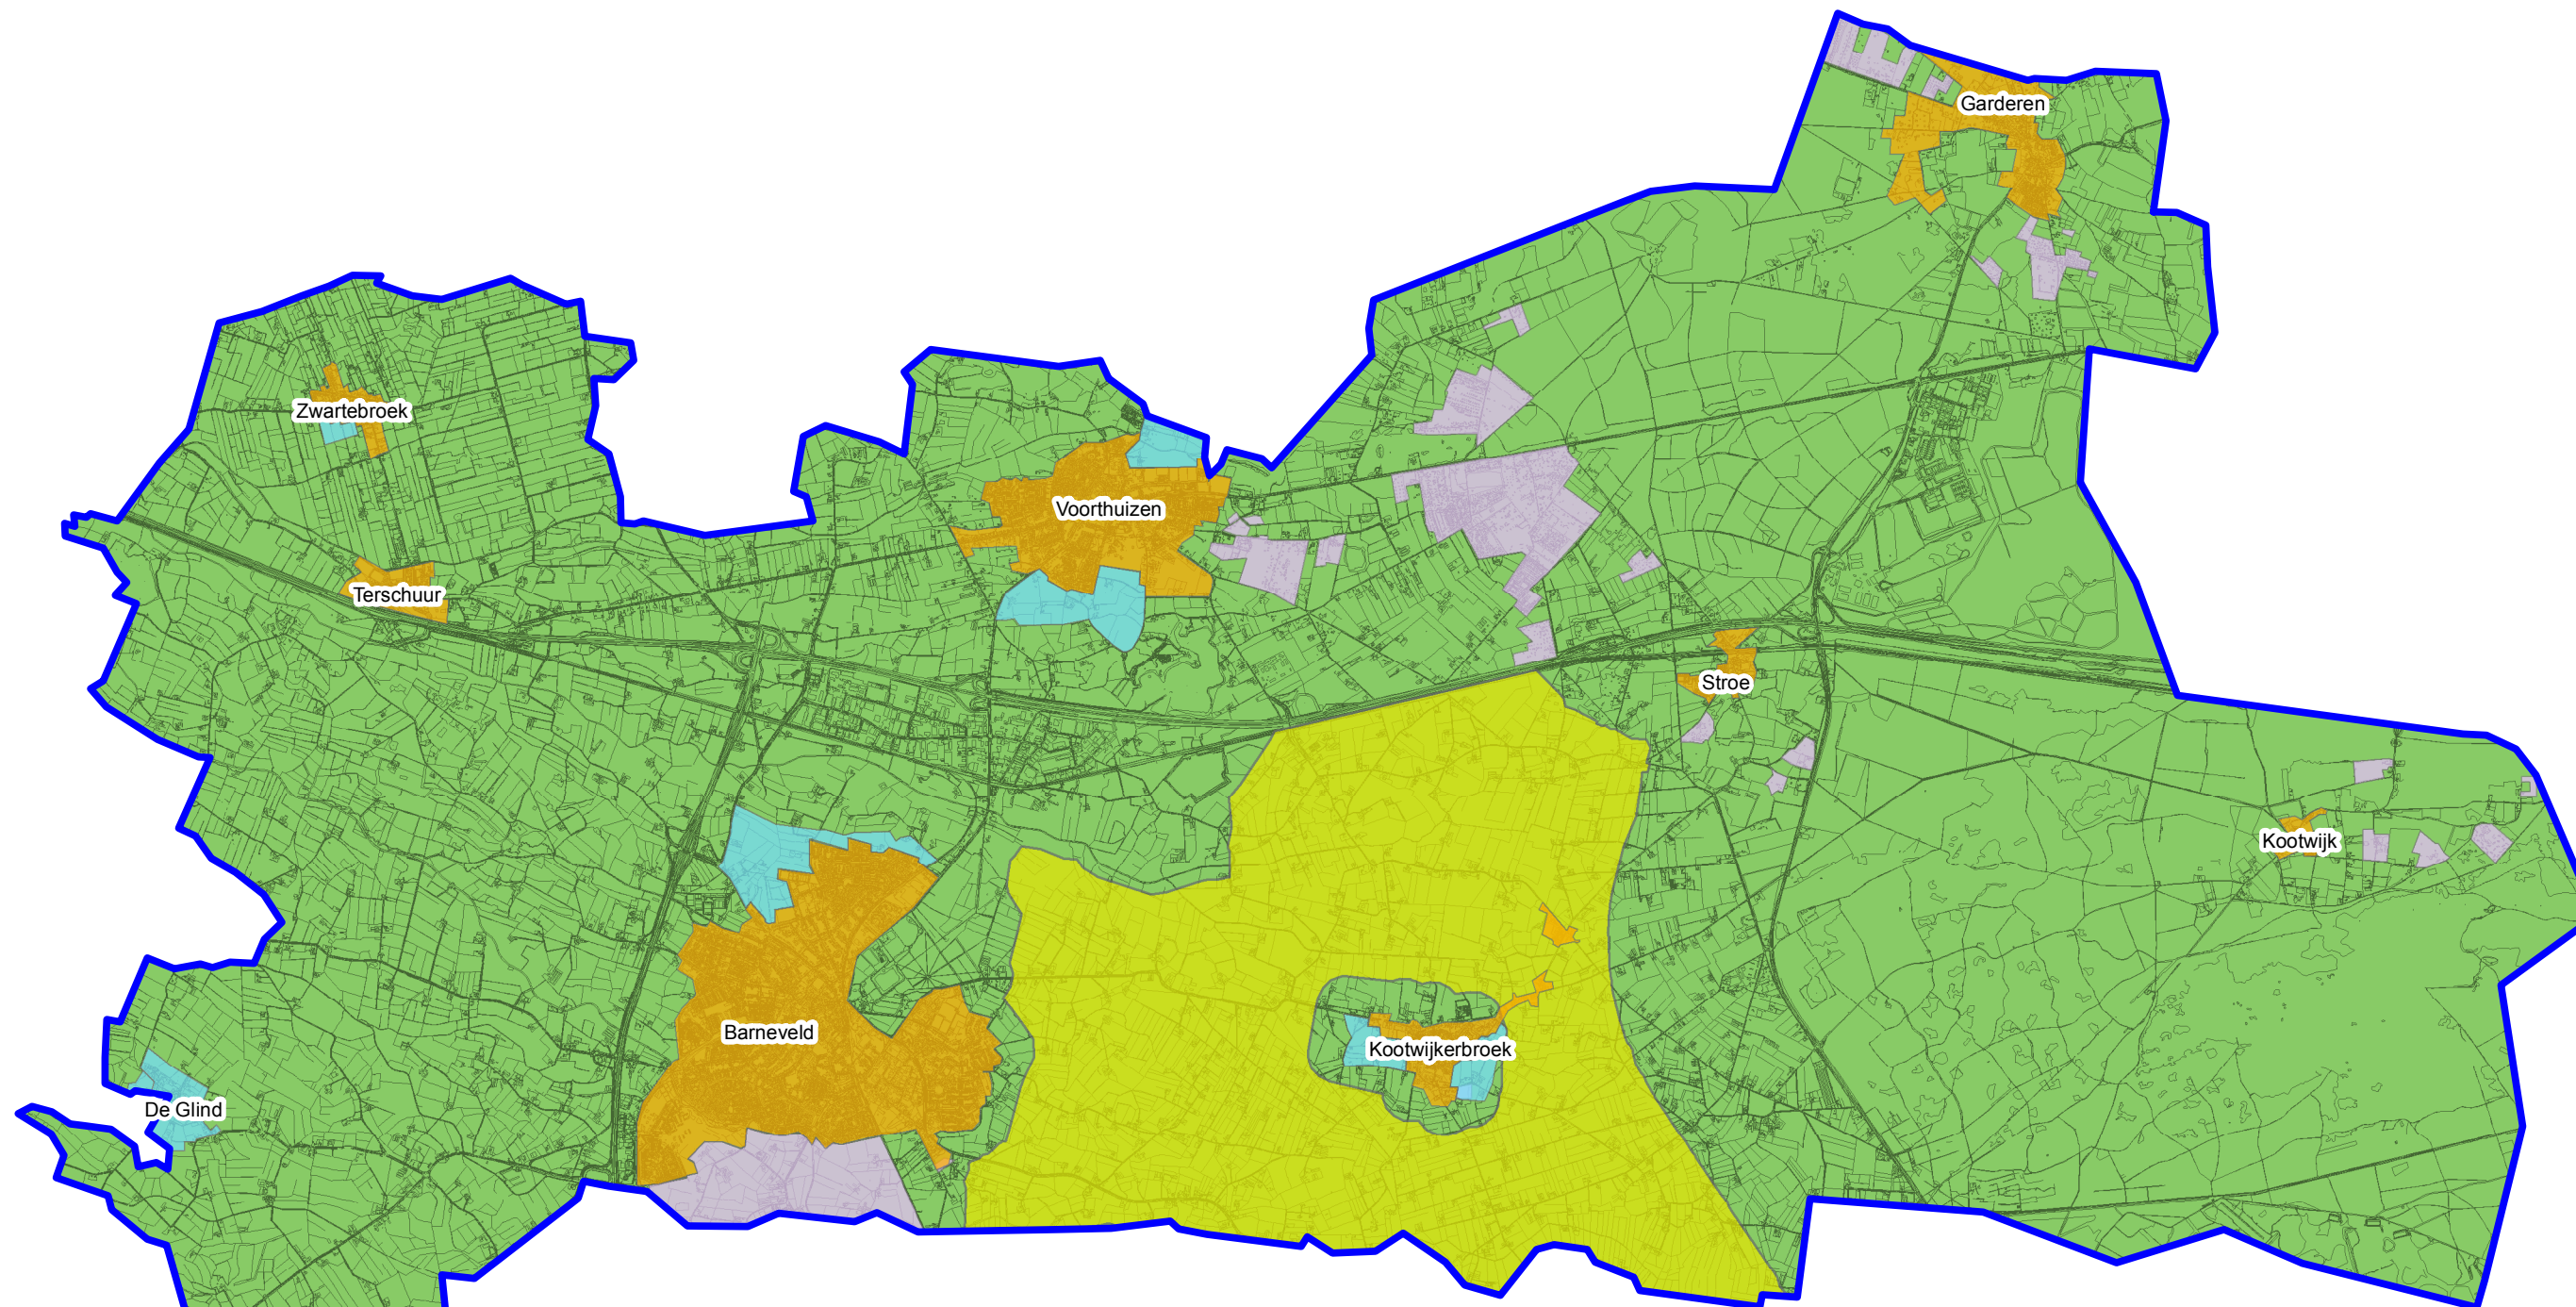 Garderen
Zwartebroek
Voorthuizen
Terschuur
Stroe
Kootwijk
Barneveld
Kootwijkerbroek
De Glind